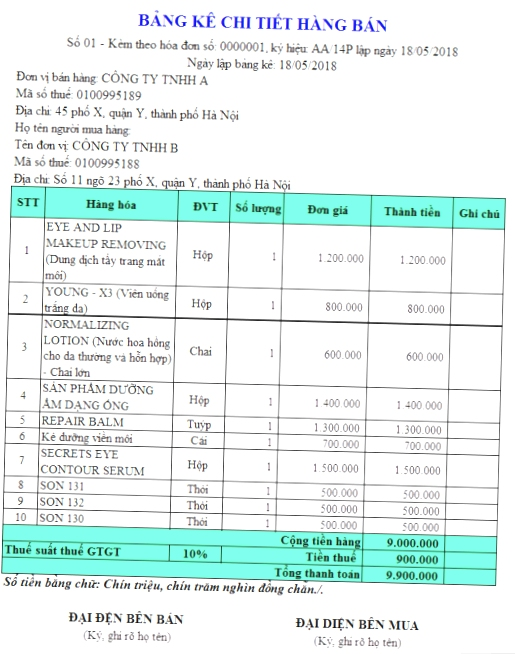 BẢNG KÊ CHI TIẾT HÀNG BÁN
Số 01 - Kèm theo hóa đơn số: 0000001, ký hiệu: AA/14P lập ngày 18/05/2018
Ngày lập bảng kê: 18/05/2018
Đơn vị bán hàng: CÔNG TY TNHH A
Mã số thuế: 0100995189
Địa chỉ: 45 phố X, quận Y, thành phố Hà Nội
Họ tên người mua hàng:
Tên đơn vị: CÔNG TY TNHH B
Mã số thuế: 0100995188
Địa chỉ: Số 11 ngõ 23 phố X, quận Y, thành phố Hà Nội
STT Hàng hóa ĐVT Số lượng Đơn giá Thành tiền Ghi chú
EYE AND LIP
MAKEUP REMOVING
1 (Dung dịch tẩy trang mắt Hộp 1 1.200.000 1.200.000
môi)
2 YOUNG - X3 (Viên uống Hộp 1 800.000 800.000
trắng da)
NORMALIZING
LOTION (Nước hoa hồng
3 cho da thường và hỗn hợp) Chai 1 600.000 600.000
- Chai lớn
4 SẢN PHẨM DƯỠNG Hộp 1 1.400.000 1.400.000
ẨM DẠNG ỐNG
5 REPAIR BALM Tuýp 1 1.300.000 1.300.000
6 Kẻ dưỡng viền môi Cái 1 700.000 700.000
7 SECRETS EYE Hộp 1 1.500.000 1.500.000
CONTOUR SERUM
8 SON 131 Thỏi 1 500.000 500.000
9 SON 132 Thỏi 1 500.000 500.000
10 SON 130 Thỏi 1 500.000 500.000
Cộng tiền hàng 9.000.000
Thuế suất thuế GTGT 10% Tiền thuế 900.000
Tổng thanh toán 9.900.000
Số tiền bằng chữ: Chín triệu, chín trăm nghìn đồng chẵn./.
ĐẠI ĐỆN BÊN BÁN ĐẠI DIỆN BÊN MUA
(Ký, ghi rõ họ tên) (Ký, ghi rõ họ tên)